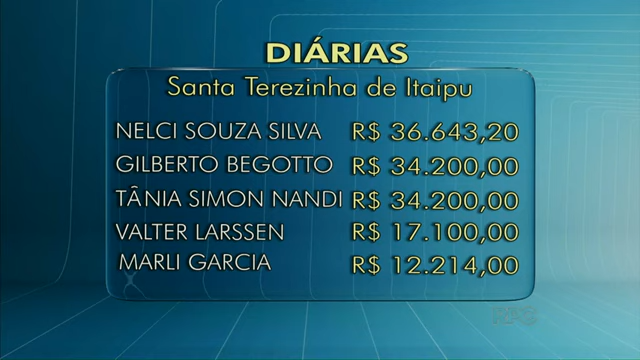 DIÁRIAS
Santa Terezinha de Itaipu
NELCI SOUZA SILVA R$ 36.643,20
GILBERTO BEGOTTO R$ 34.200,00
TÂNIA SIMON NANDI R$ 34.200,00
VALTER LARSSEN R$ 17.100,00
MARLI GARCIA R$ 12.214,00
RPC